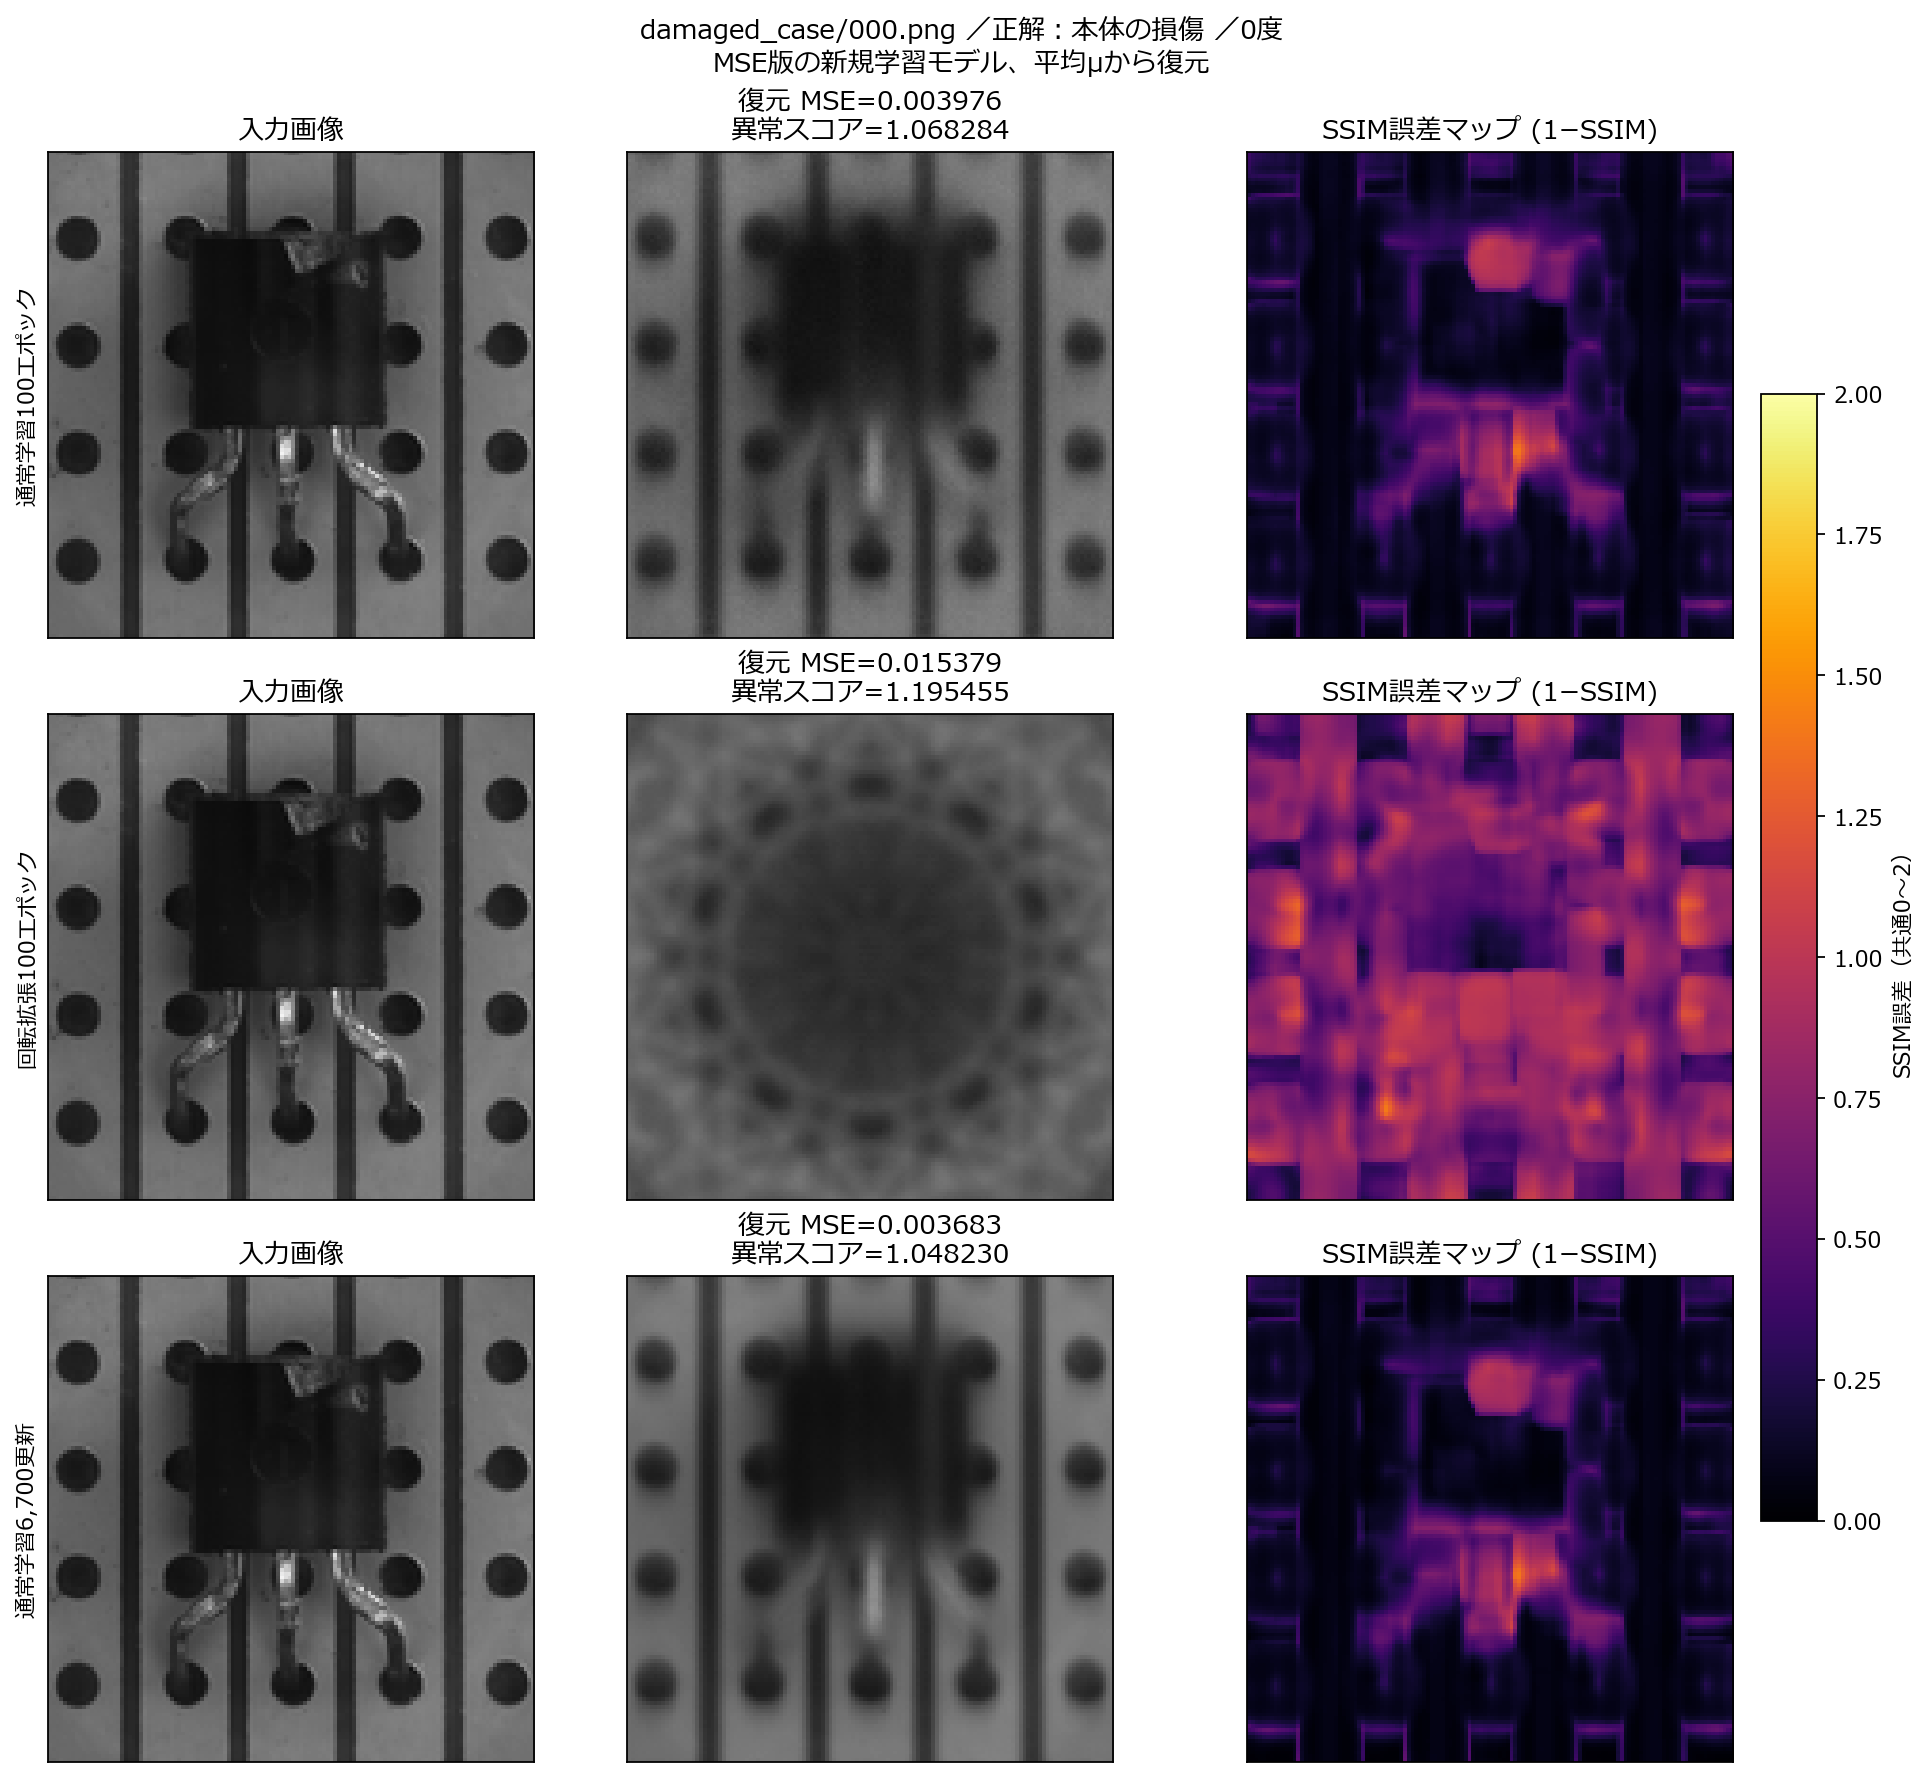 damaged_case/000.png ／正解：本体の損傷 ／0度
MSE版の新規学習モデル、平均μから復元
入力画像
復元 MSE=0.003976
異常スコア=1.068284
SSIM誤差マップ (1−SSIM)
通常学習100エポック
入力画像
復元 MSE=0.015379
異常スコア=1.195455
SSIM誤差マップ (1−SSIM)
回転拡張100エポック
入力画像
復元 MSE=0.003683
異常スコア=1.048230
SSIM誤差マップ (1−SSIM)
通常学習6,700更新
2.00
1.75
1.50
1.25
1.00
0.75
0.50
0.25
0.00
SSIM誤差（共通0～2）